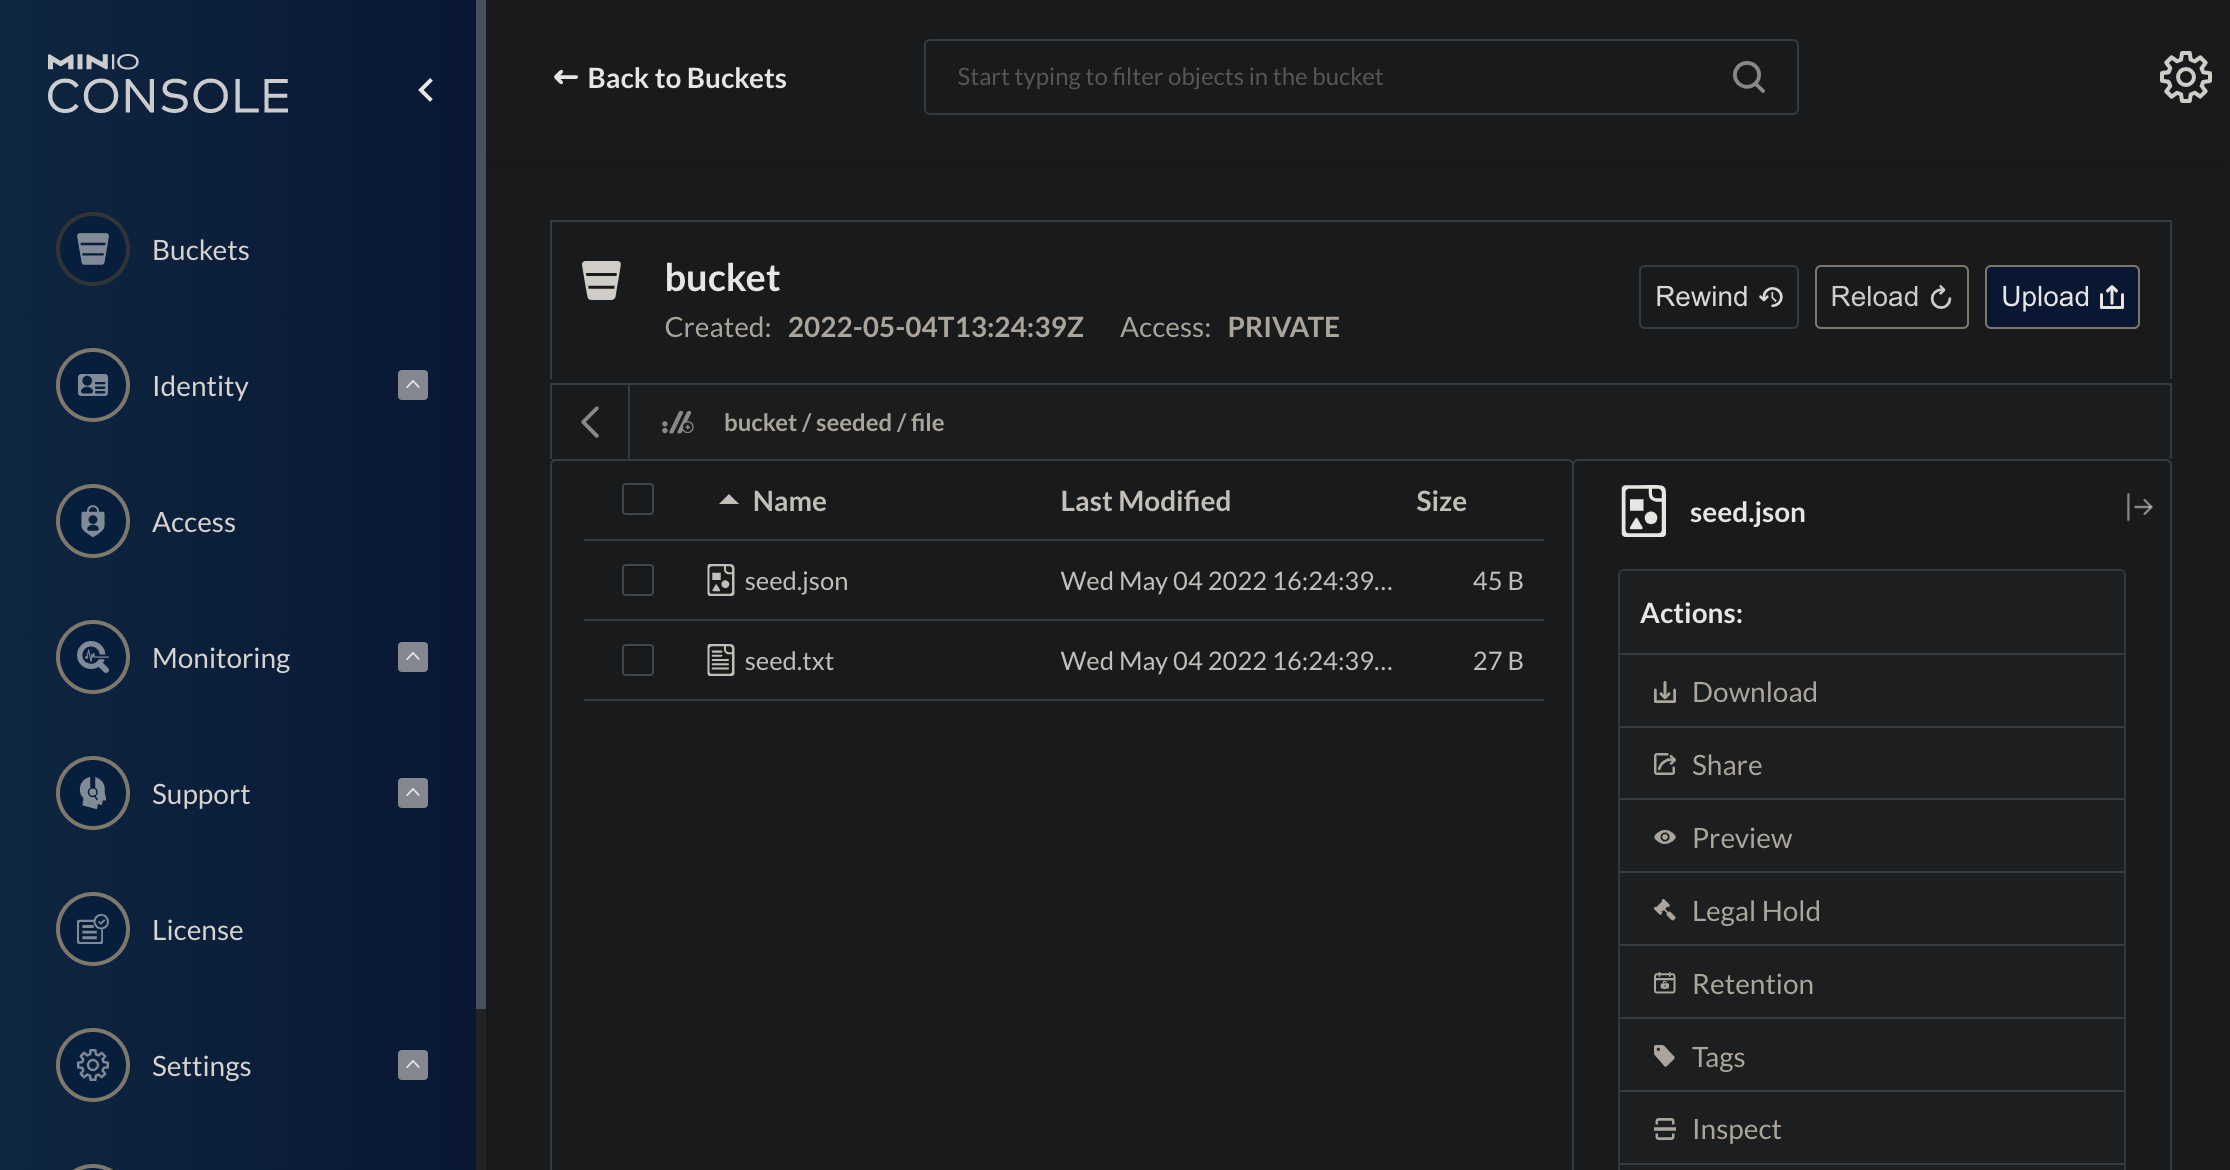 MINIO
CONSOLE
Buckets
Identity
Access
Monitoring
Support
License
Settings
Back to Buckets
Start typing to filter objects in the bucket
bucket
Created: 2022-05-04T13:24:39Z Access: PRIVATE
Rewind
Reload
Upload
bucket / seeded / file
Name Last Modified Size
seed.json Wed May 04 2022 16:24:39... 45 B
seed.txt Wed May 04 2022 16:24:39... 27 B
seed.json
Actions:
Download
Share
Preview
Legal Hold
Retention
Tags
Inspect